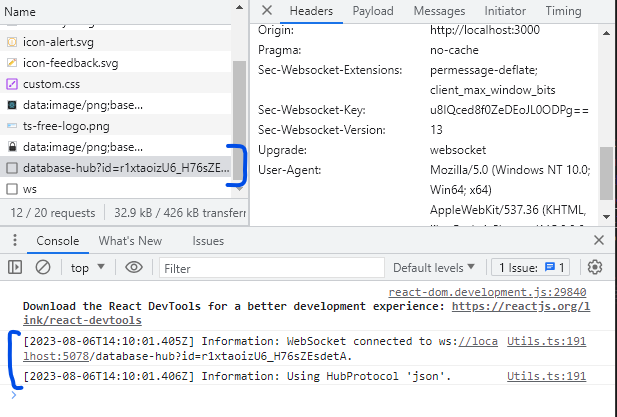 Name
Headers Payload Messages Initiator Timing
icon-alert.svg
icon-feedback.svg
custom.css
data:image/png;base...
ts-free-logo.png
data:image/png;base...
database-hub?id=r1xtaoizU6_H76sZE...
ws
12 / 20 requests 32.9 kB / 426 kB transferr
Origin: http://localhost:3000
Pragma: no-cache
Sec-Websocket-Extensions: permessage-deflate;
client_max_window_bits
Sec-Websocket-Key: u8IQced8f0ZeDEoJL0ODPg==
Sec-Websocket-Version: 13
Upgrade: websocket
User-Agent: Mozilla/5.0 (Windows NT 10.0;
Win64; x64)
AppleWebKit/537.36 (KHTML,
Console What's New Issues
top Filter Default levels 1 Issue: 1
react-dom.development.js:29840
Download the React DevTools for a better development experience: https://reactjs.org/l
ink/react-devtools
[2023-08-06T14:10:01.405Z] Information: WebSocket connected to ws://loca Utils.ts:191
lhost:5078/database-hub?id=r1xtaoizU6_H76sZEsdetA.
[2023-08-06T14:10:01.406Z] Information: Using HubProtocol 'json'. Utils.ts:191